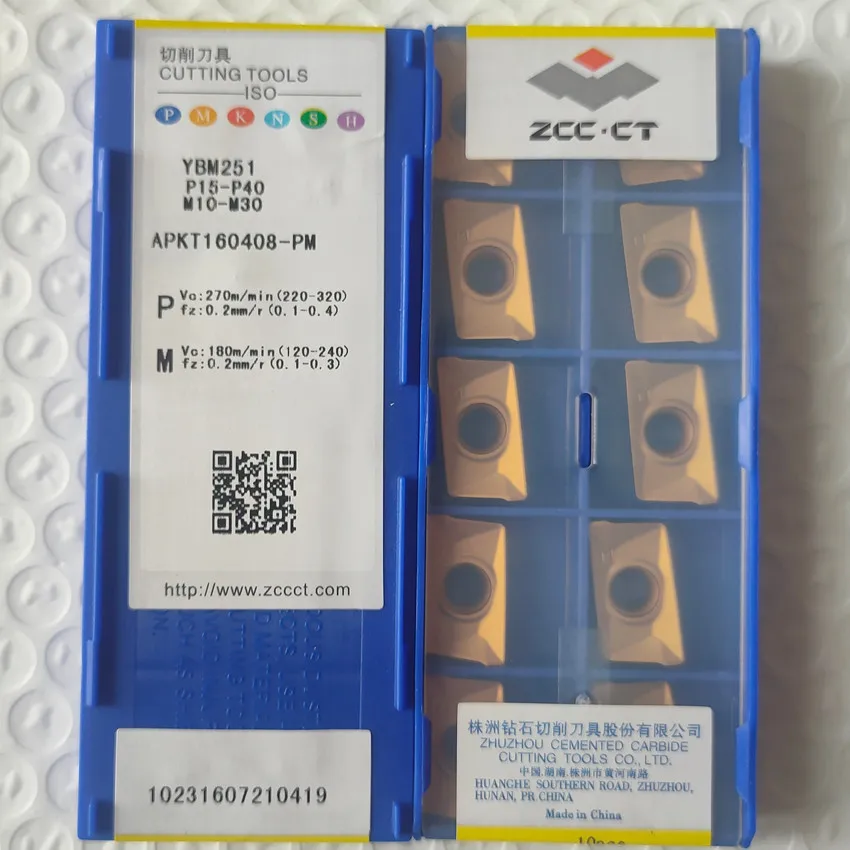 切削刀具
CUTTING TOOLS
ISO
P M K N S H
YBM251
P15-P40
M10-M30
APKT160408-PM
P Vc:270m/min(220-320)
fz:0.2mm/r(0.1-0.4)
M Vc:180m/min(120-240)
fz:0.2mm/r(0.1-0.3)
http://www.zccct.com
10231607210419
ZCC·CT
株洲钻石切削刀具股份有限公司
ZHUZHOU CEMENTED CARBIDE
CUTTING TOOLS CO., LTD.
中国.湖南.株洲市黄河南路
HUANGHE SOUTHERN ROAD, ZHUZHOU,
HUNAN, PR CHINA
Made in China
10pcs